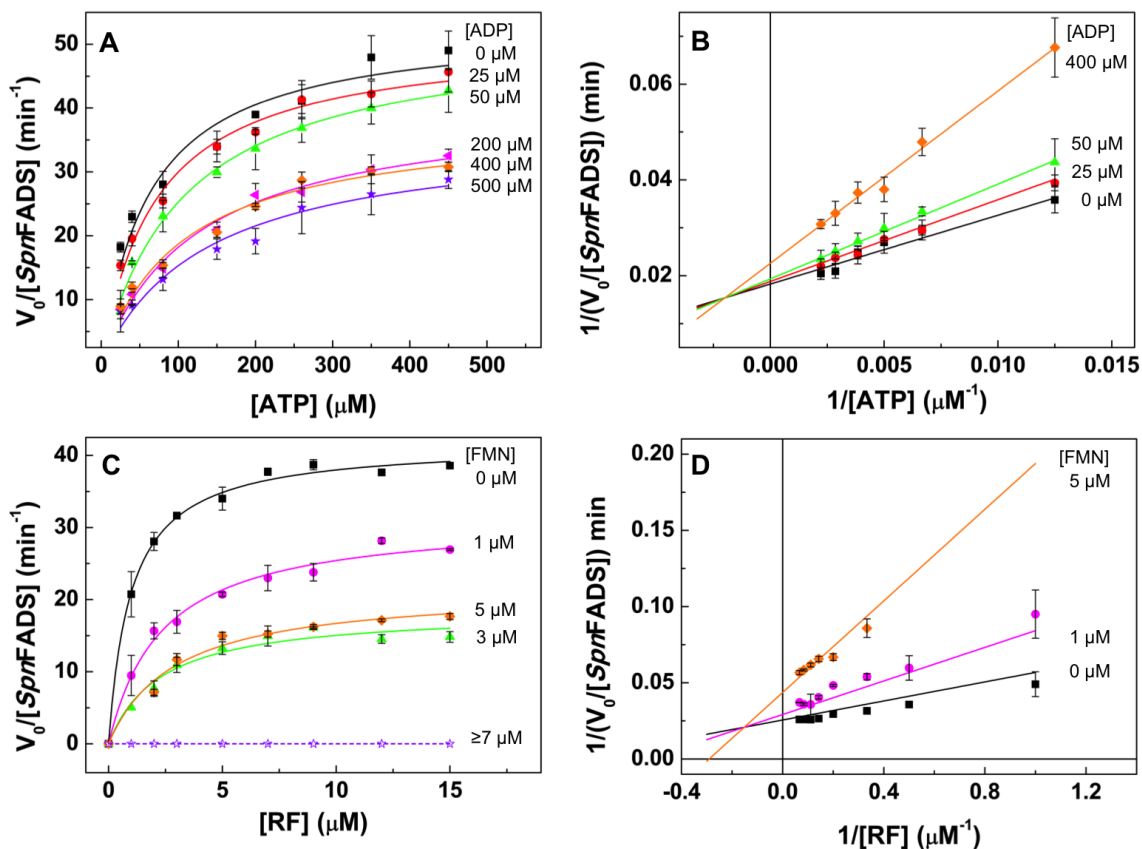 A
V₀/[SpnFADS] (min⁻¹)
50
40
30
20
10
0
50
100
150
200
250
300
350
400
450
500
[ATP] (μM)
[ADP]
0 μM
25 μM
50 μM
200 μM
400 μM
500 μM
B
1/(V₀/[SpnFADS]) (min)
0.06
0.04
0.02
0.000
0.005
0.010
0.015
1/[ATP] (μM⁻¹)
[ADP]
400 μM
50 μM
25 μM
0 μM
C
V₀/[SpnFADS] (min⁻¹)
40
30
20
10
0
0
5
10
15
[RF] (μM)
[FMN]
0 μM
1 μM
5 μM
3 μM
≥7 μM
D
1/(V₀/[SpnFADS]) min
0.20
0.15
0.10
0.05
0.00
-0.4
0.0
0.4
0.8
1.2
1/[RF] (μM⁻¹)
[FMN]
5 μM
1 μM
0 μM